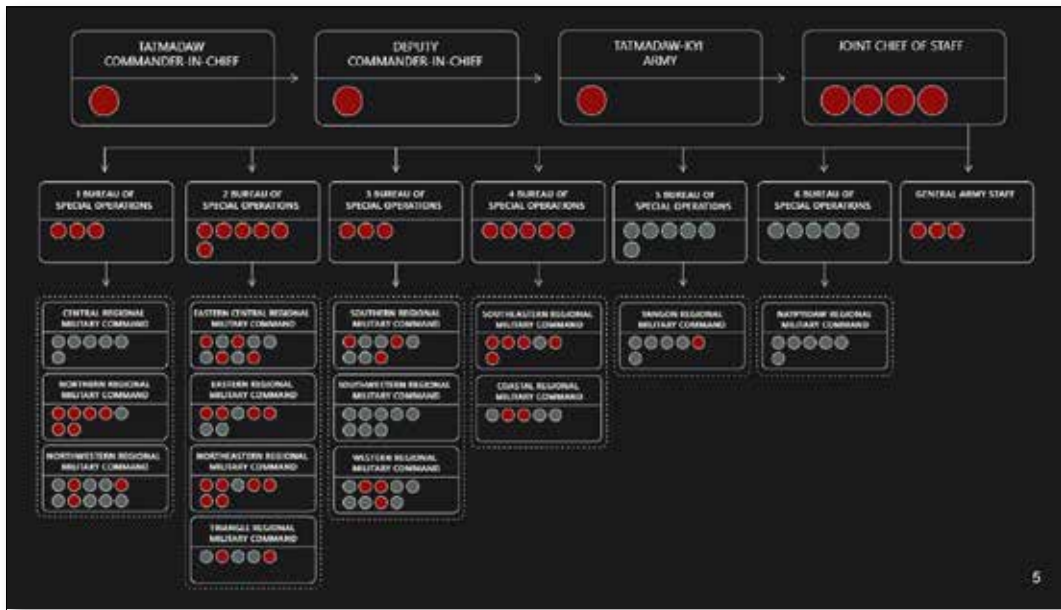 TATMADAW
COMMANDER-IN-CHIEF
DEPUTY
COMMANDER-IN-CHIEF
TATMADAW-KYI
ARMY
JOINT CHIEF OF STAFF
1 BUREAU OF
SPECIAL OPERATIONS
2 BUREAU OF
SPECIAL OPERATIONS
3 BUREAU OF
SPECIAL OPERATIONS
4 BUREAU OF
SPECIAL OPERATIONS
5 BUREAU OF
SPECIAL OPERATIONS
6 BUREAU OF
SPECIAL OPERATIONS
GENERAL ARMY STAFF
CENTRAL REGIONAL
MILITARY COMMAND
NORTHERN REGIONAL
MILITARY COMMAND
NORTHWESTERN REGIONAL
MILITARY COMMAND
EASTERN CENTRAL REGIONAL
MILITARY COMMAND
EASTERN REGIONAL
MILITARY COMMAND
NORTHEASTERN REGIONAL
MILITARY COMMAND
TRIANGLE REGIONAL
MILITARY COMMAND
SOUTHERN REGIONAL
MILITARY COMMAND
SOUTHWESTERN REGIONAL
MILITARY COMMAND
WESTERN REGIONAL
MILITARY COMMAND
SOUTHEASTERN REGIONAL
MILITARY COMMAND
COASTAL REGIONAL
MILITARY COMMAND
REGIONAL
MILITARY COMMAND
REGIONAL
MILITARY COMMAND
5